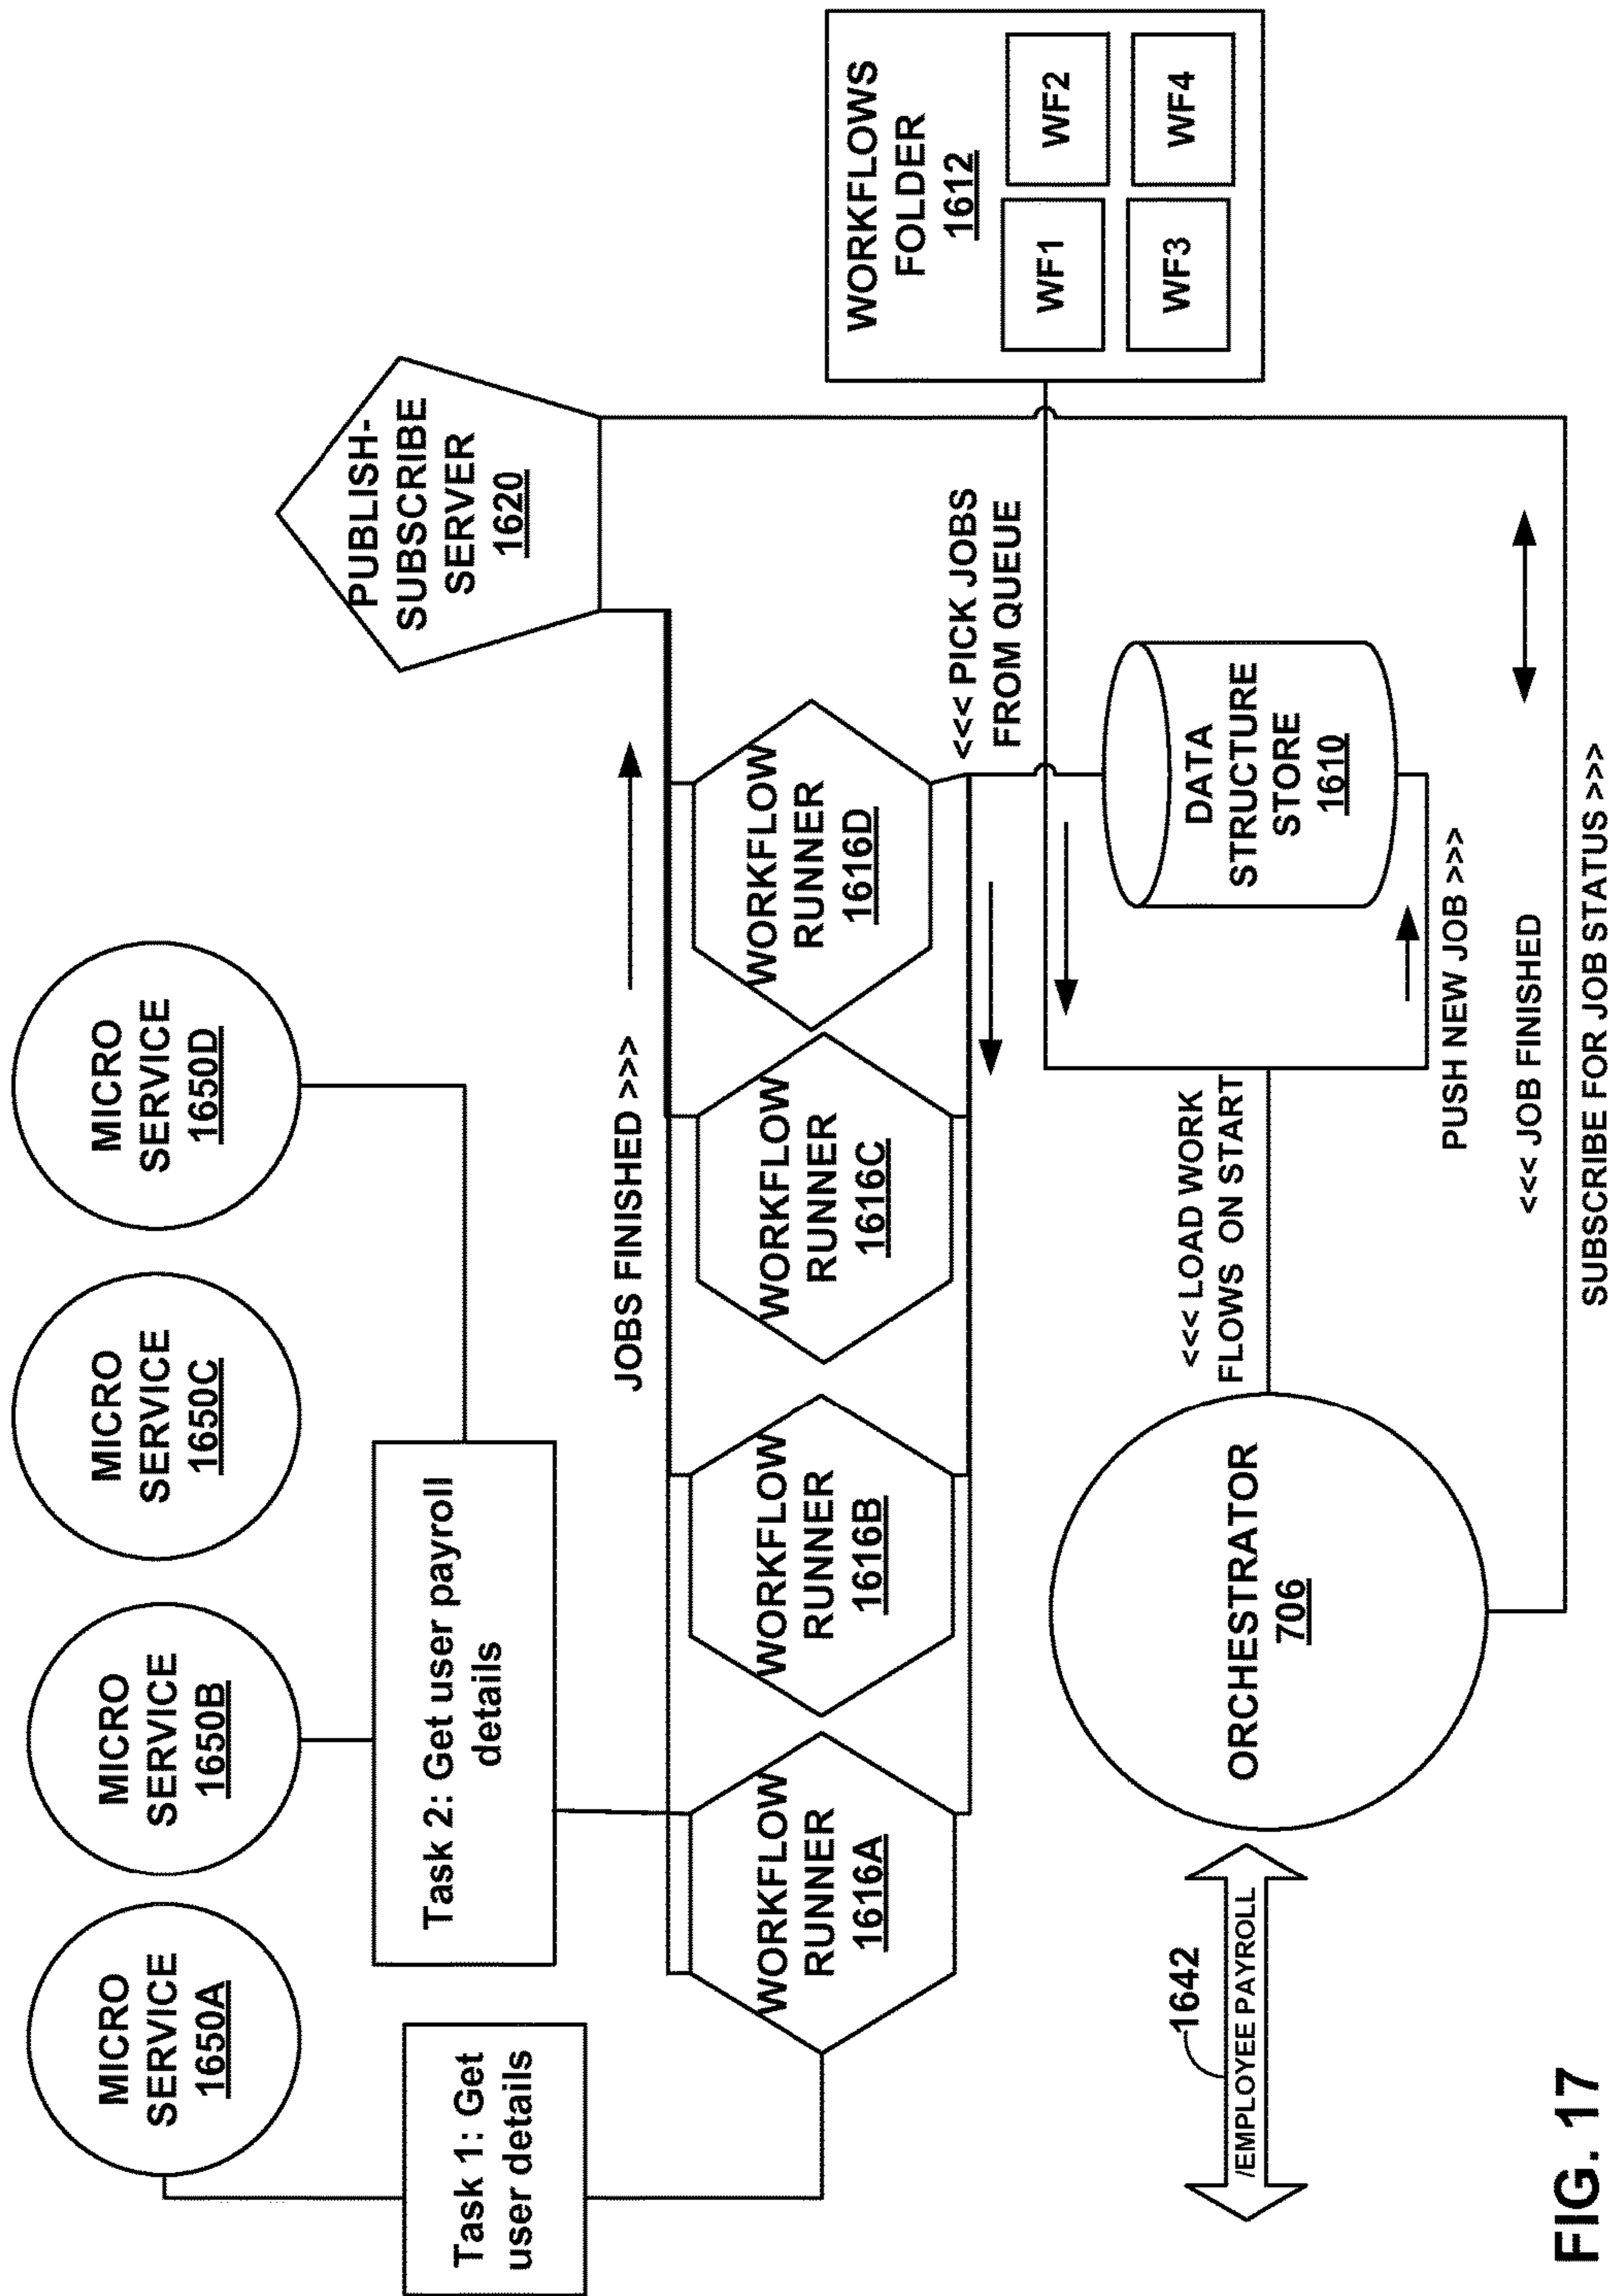 MICRO
SERVICE
1650A
MICRO
SERVICE
1650B
MICRO
SERVICE
1650C
MICRO
SERVICE
1650D
Task 1: Get
user details
Task 2: Get user payroll
details
JOBS FINISHED >>>
PUBLISH-
SUBSCRIBE
SERVER
1620
WORKFLOW
RUNNER
1616A
WORKFLOW
RUNNER
1616B
WORKFLOW
RUNNER
1616C
WORKFLOW
RUNNER
1616D
<<< PICK JOBS
FROM QUEUE
WORKFLOWS
FOLDER
1612
WF1
WF2
WF3
WF4
1642
/EMPLOYEE PAYROLL
ORCHESTRATOR
706
<<< LOAD WORK
FLOWS ON START
DATA
STRUCTURE
STORE
1610
PUSH NEW JOB >>>
<<< JOB FINISHED
SUBSCRIBE FOR JOB STATUS >>>
FIG. 17